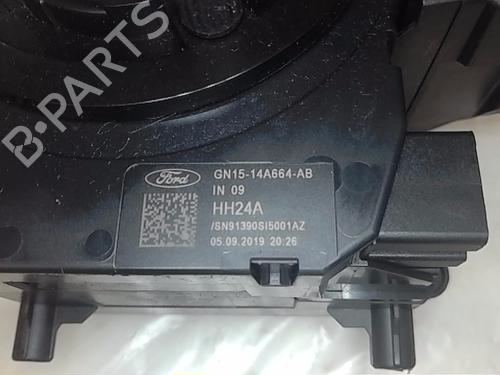 B-PARTS
Ford
GN15-14A664-AB
IN 09
HH24A
/SN91390SI5001AZ
05.09.2019 20:26